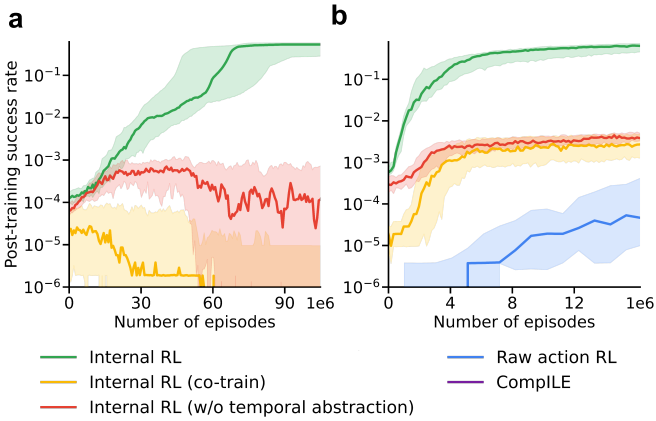 a
b
Post-training success rate
10⁻¹
10⁻²
10⁻³
10⁻⁴
10⁻⁵
10⁻⁶
0
30
60
90
1e6
Number of episodes
10⁻¹
10⁻²
10⁻³
10⁻⁴
10⁻⁵
10⁻⁶
0
4
8
12
1e6
Number of episodes
Internal RL
Internal RL (co-train)
Internal RL (w/o temporal abstraction)
Raw action RL
CompILE